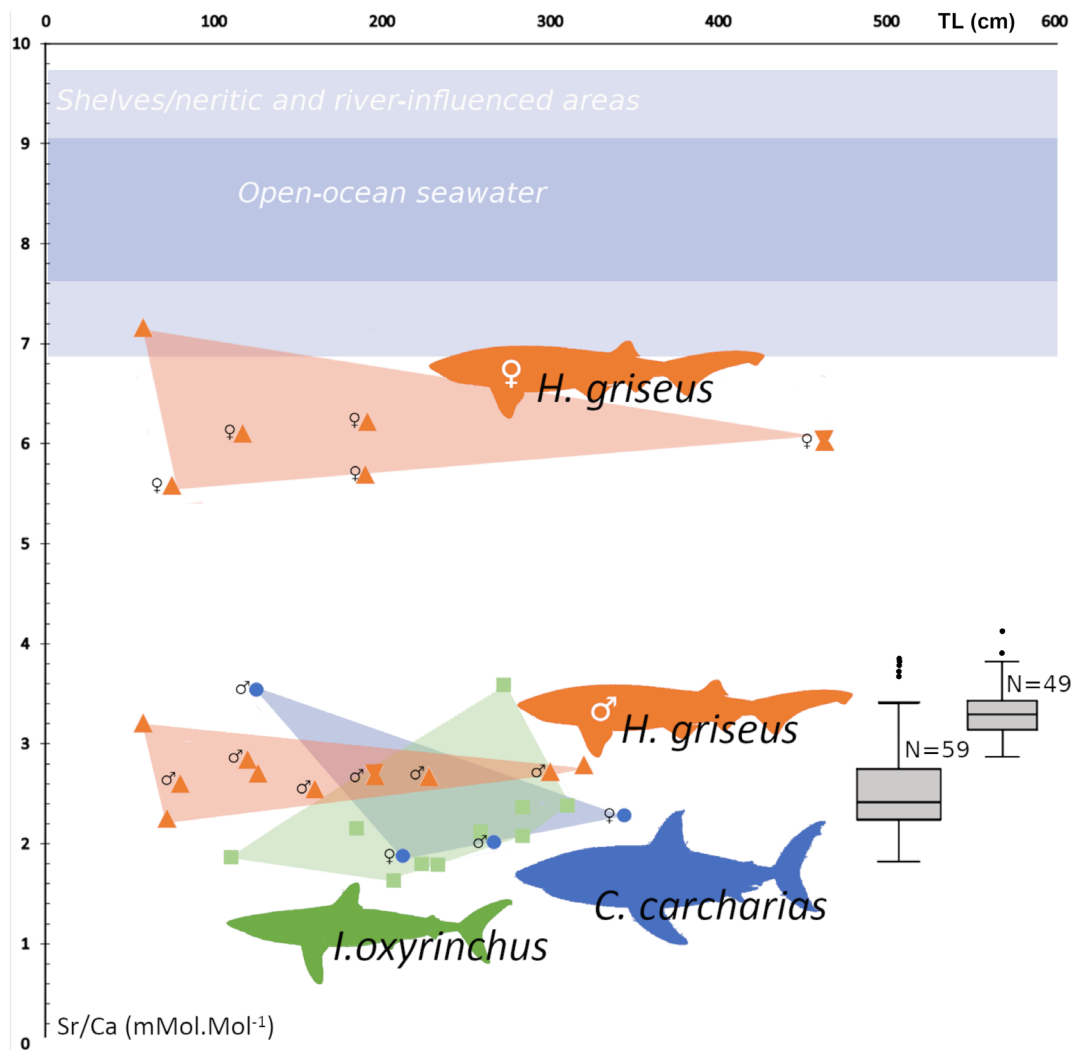 0 100 200 300 400 500 TL (cm) 600
10
Shelves/neritic and river-influenced areas
9
Open-ocean seawater
8
7
♀ H. griseus
♀
♀
6
♀
♀
♀
5
4
♂
N=49
♂ H. griseus
3
N=59
♂
♂
♂
♂
♂
♂
♀
2
♂
♀
C. carcharias
1
I.oxyrinchus
Sr/Ca (mMol.Mol⁻¹)
0